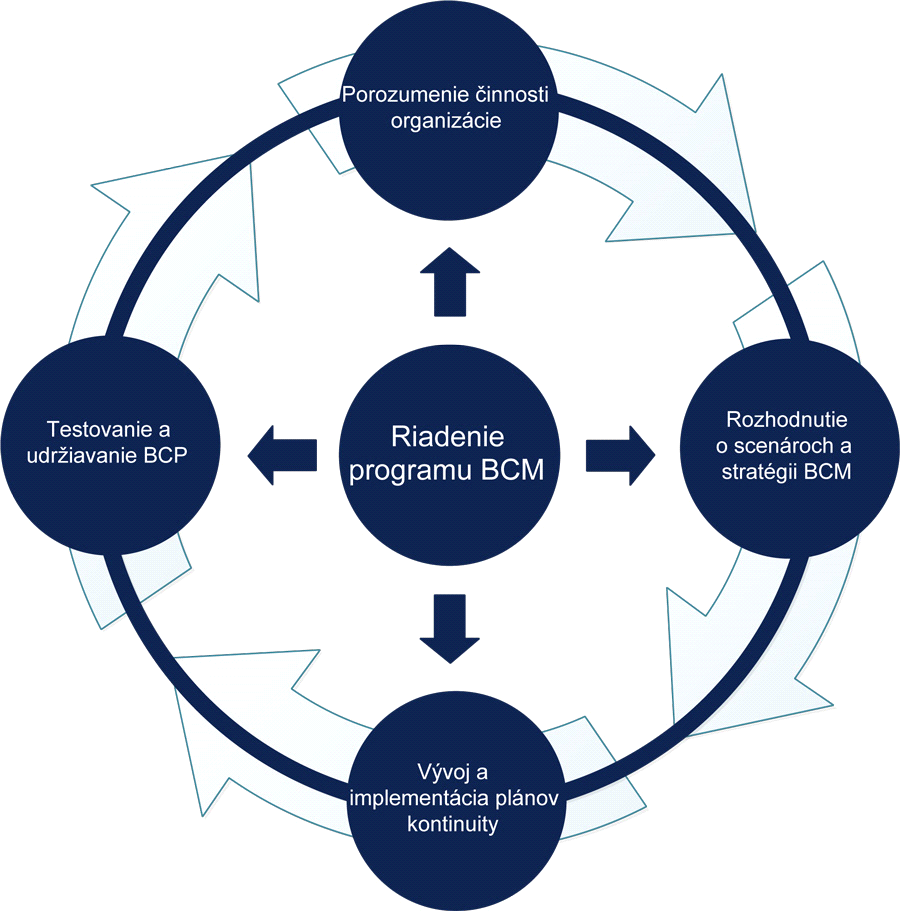 Porozumenie činnosti
organizácie
Testovanie a
udržiavanie BCP
Riadenie
programu BCM
Rozhodnutie
o scenároch a
stratégii BCM
Vývoj a
implementácia plánov
kontinuity